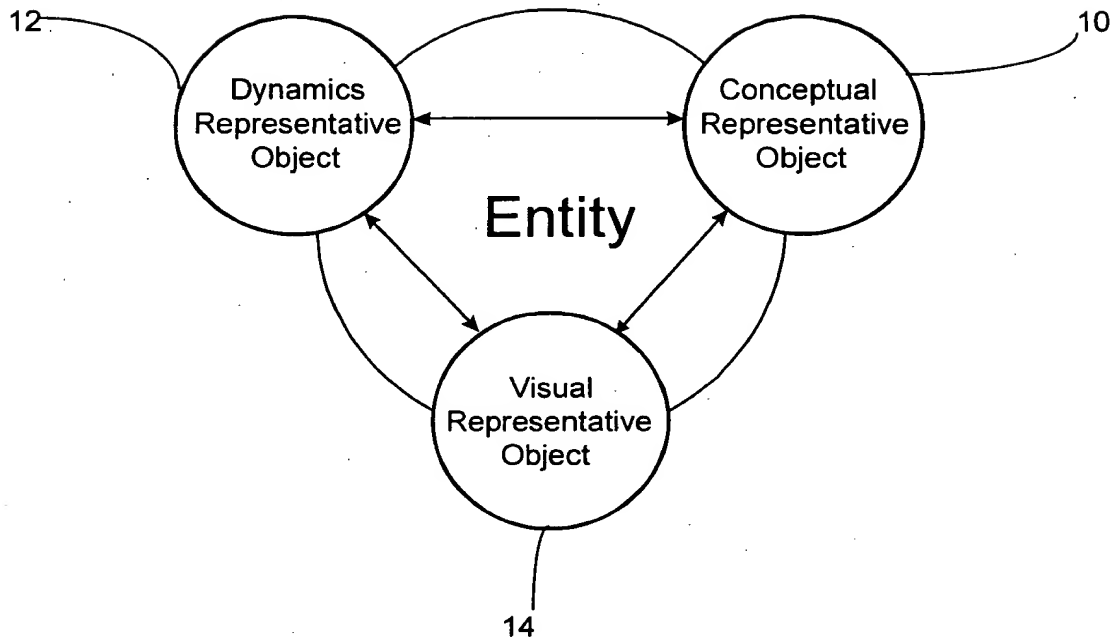 12
10
Dynamics
Representative
Object
Conceptual
Representative
Object
Entity
Visual
Representative
Object
14